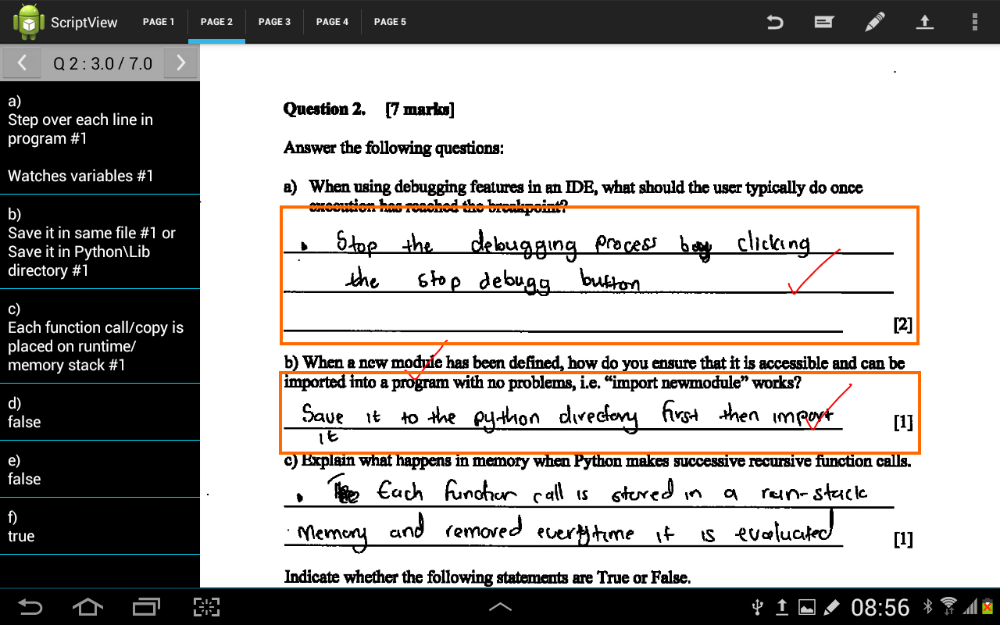 ScriptView
PAGE 1
PAGE 2
PAGE 3
PAGE 4
PAGE 5
Q 2 : 3.0 / 7.0
a)
Step over each line in
program #1
Watches variables #1
b)
Save it in same file #1 or
Save it in Python\Lib
directory #1
c)
Each function call/copy is
placed on runtime/
memory stack #1
d)
false
e)
false
f)
true
Question 2. [7 marks]
Answer the following questions:
a) When using debugging features in an IDE, what should the user typically do once
execution has reached the breakpoint?
Stop the debugging process by clicking
the stop debugg button
[2]
b) When a new module has been defined, how do you ensure that it is accessible and can be
imported into a program with no problems, i.e. “import newmodule” works?
Save it to the python directory first then import
it
[1]
c) Explain what happens in memory when Python makes successive recursive function calls.
Each function call is stored in a run-stack
Memory and removed everytime it is evaluated
[1]
Indicate whether the following statements are True or False.
08:56